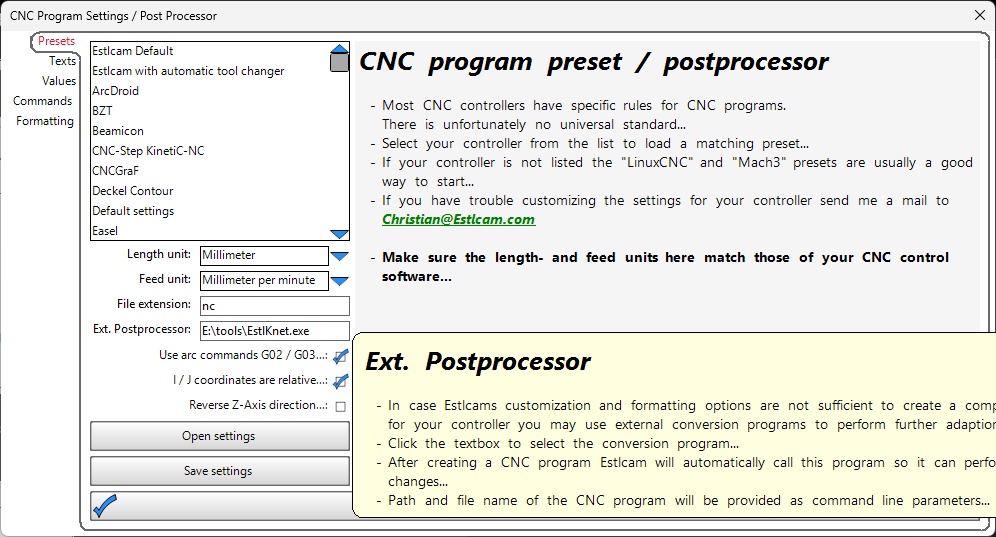 CNC Program Settings / Post Processor
Presets
Texts
Values
Commands
Formatting
Estlcam Default
Estlcam with automatic tool changer
ArcDroid
BZT
Beamicon
CNC-Step KinetiC-NC
CNCGraF
Deckel Contour
Default settings
Easel
Length unit: Millimeter
Feed unit: Millimeter per minute
File extension: nc
Ext. Postprocessor: E:\tools\EstlKnet.exe
Use arc commands G02 / G03...:
I / J coordinates are relative...:
Reverse Z-Axis direction...:
Open settings
Save settings
CNC program preset / postprocessor
- Most CNC controllers have specific rules for CNC programs.
There is unfortunately no universal standard...
- Select your controller from the list to load a matching preset...
- If your controller is not listed the "LinuxCNC" and "Mach3" presets are usually a good
way to start...
- If you have trouble customizing the settings for your controller send me a mail to
Christian@Estlcam.com
- Make sure the length- and feed units here match those of your CNC control
software...
Ext. Postprocessor
- In case Estlcams customization and formatting options are not sufficient to create a comp
for your controller you may use external conversion programs to perform further adaption
- Click the textbox to select the conversion program...
- After creating a CNC program Estlcam will automatically call this program so it can perfo
changes...
- Path and file name of the CNC program will be provided as command line parameters...